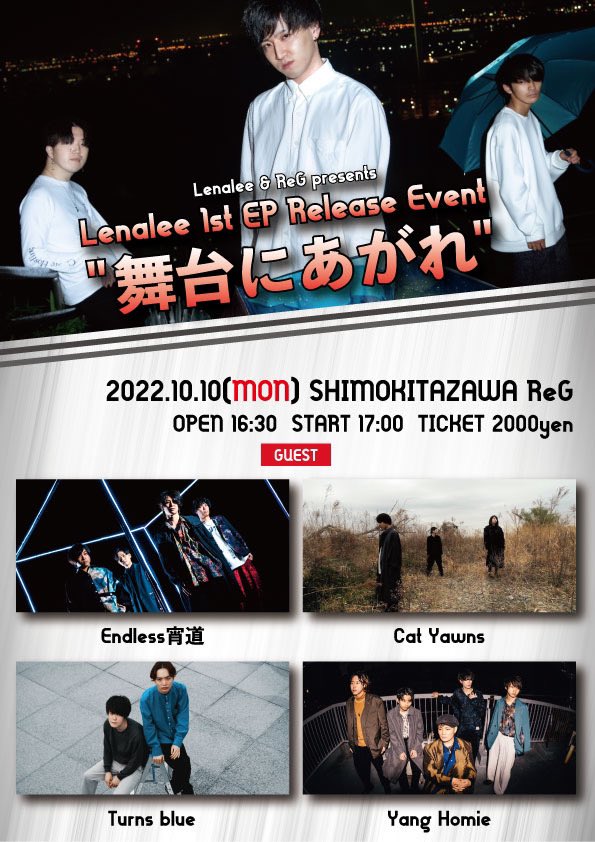 Lenalee & ReG presents
Lenalee 1st EP Release Event
"舞台にあがれ"
2022.10.10(MON) SHIMOKITAZAWA ReG
OPEN 16:30 START 17:00 TICKET 2000yen
GUEST
Endless宵道
Cat Yawns
Turns blue
Yang Homie